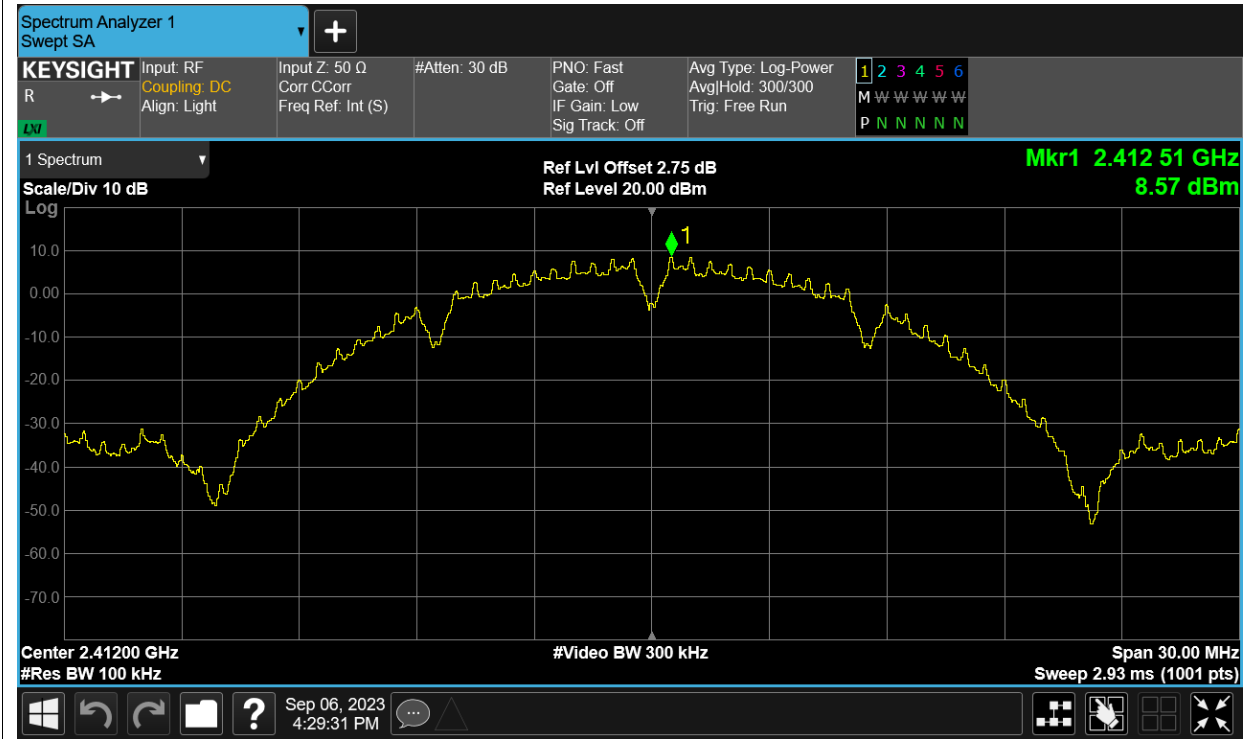 Spectrum Analyzer 1
Swept SA
+
KEYSIGHT
R
LXI
Input: RF
Coupling: DC
Align: Light
Input Z: 50 Ω
Corr CCorr
Freq Ref: Int (S)
#Atten: 30 dB
PNO: Fast
Gate: Off
IF Gain: Low
Sig Track: Off
Avg Type: Log-Power
Avg|Hold: 300/300
Trig: Free Run
1 2 3 4 5 6
M W W W W W
P N N N N N
1 Spectrum
Scale/Div 10 dB
Log
Ref Lvl Offset 2.75 dB
Ref Level 20.00 dBm
Mkr1 2.412 51 GHz
8.57 dBm
1
10.0
0.00
-10.0
-20.0
-30.0
-40.0
-50.0
-60.0
-70.0
Center 2.41200 GHz
#Res BW 100 kHz
#Video BW 300 kHz
Span 30.00 MHz
Sweep 2.93 ms (1001 pts)
?
Sep 06, 2023
4:29:31 PM